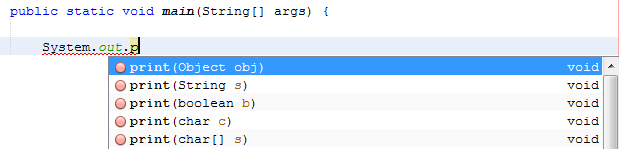 public static void main(String[] args) {
System.out.p
print(Object obj) void
print(String s) void
print(boolean b) void
print(char c) void
print(char[] s) void